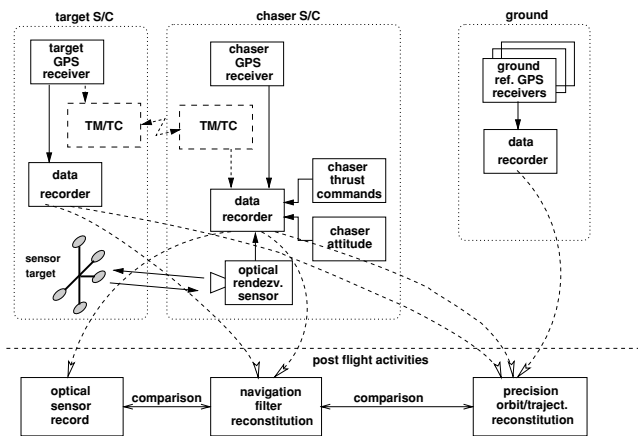 target S/C
chaser S/C
ground
target
GPS
receiver
chaser
GPS
receiver
ground
ref. GPS
receivers
TM/TC
TM/TC
data
recorder
data
recorder
data
recorder
chaser
thrust
commands
chaser
attitude
sensor
target
optical
rendezv.
sensor
post flight activities
optical
sensor
record
comparison
navigation
filter
reconstitution
comparison
precision
orbit/traject.
reconstitution